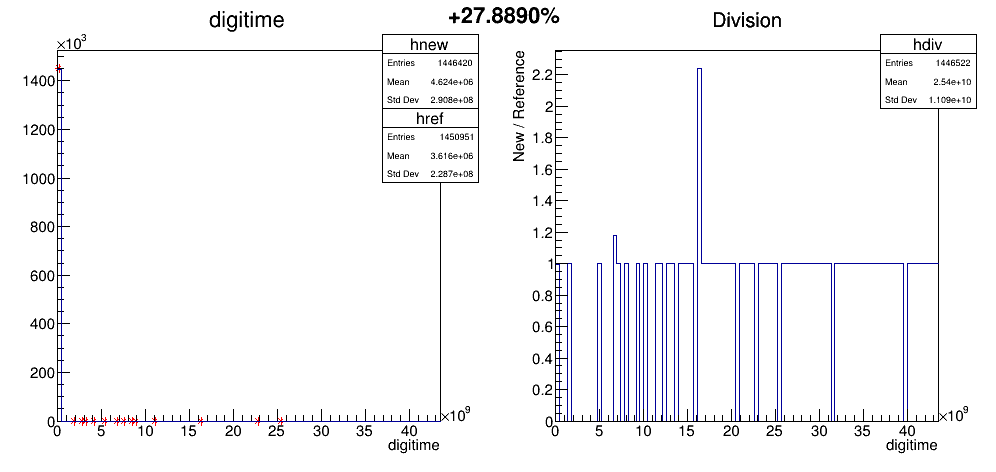 +27.8890%
digitime
×10³
hnew
Entries 1446420
Mean 4.624e+06
Std Dev 2.908e+08
href
Entries 1450951
Mean 3.616e+06
Std Dev 2.287e+08
1400
1200
1000
800
600
400
200
0
0 5 10 15 20 25 30 35 40
×10⁹
digitime
Division
hdiv
Entries 1446522
Mean 2.54e+10
Std Dev 1.109e+10
New / Reference
2.2
2
1.8
1.6
1.4
1.2
1
0.8
0.6
0.4
0.2
0
0 5 10 15 20 25 30 35 40
×10⁹
digitime